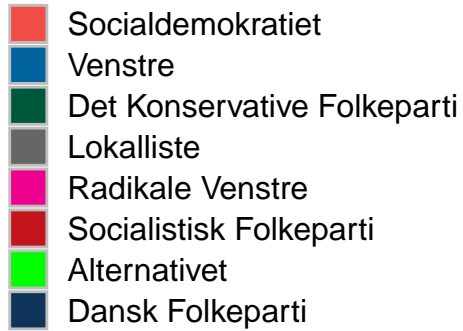 Socialdemokratiet
Venstre
Det Konservative Folkeparti
Lokalliste
Radikale Venstre
Socialistisk Folkeparti
Alternativet
Dansk Folkeparti